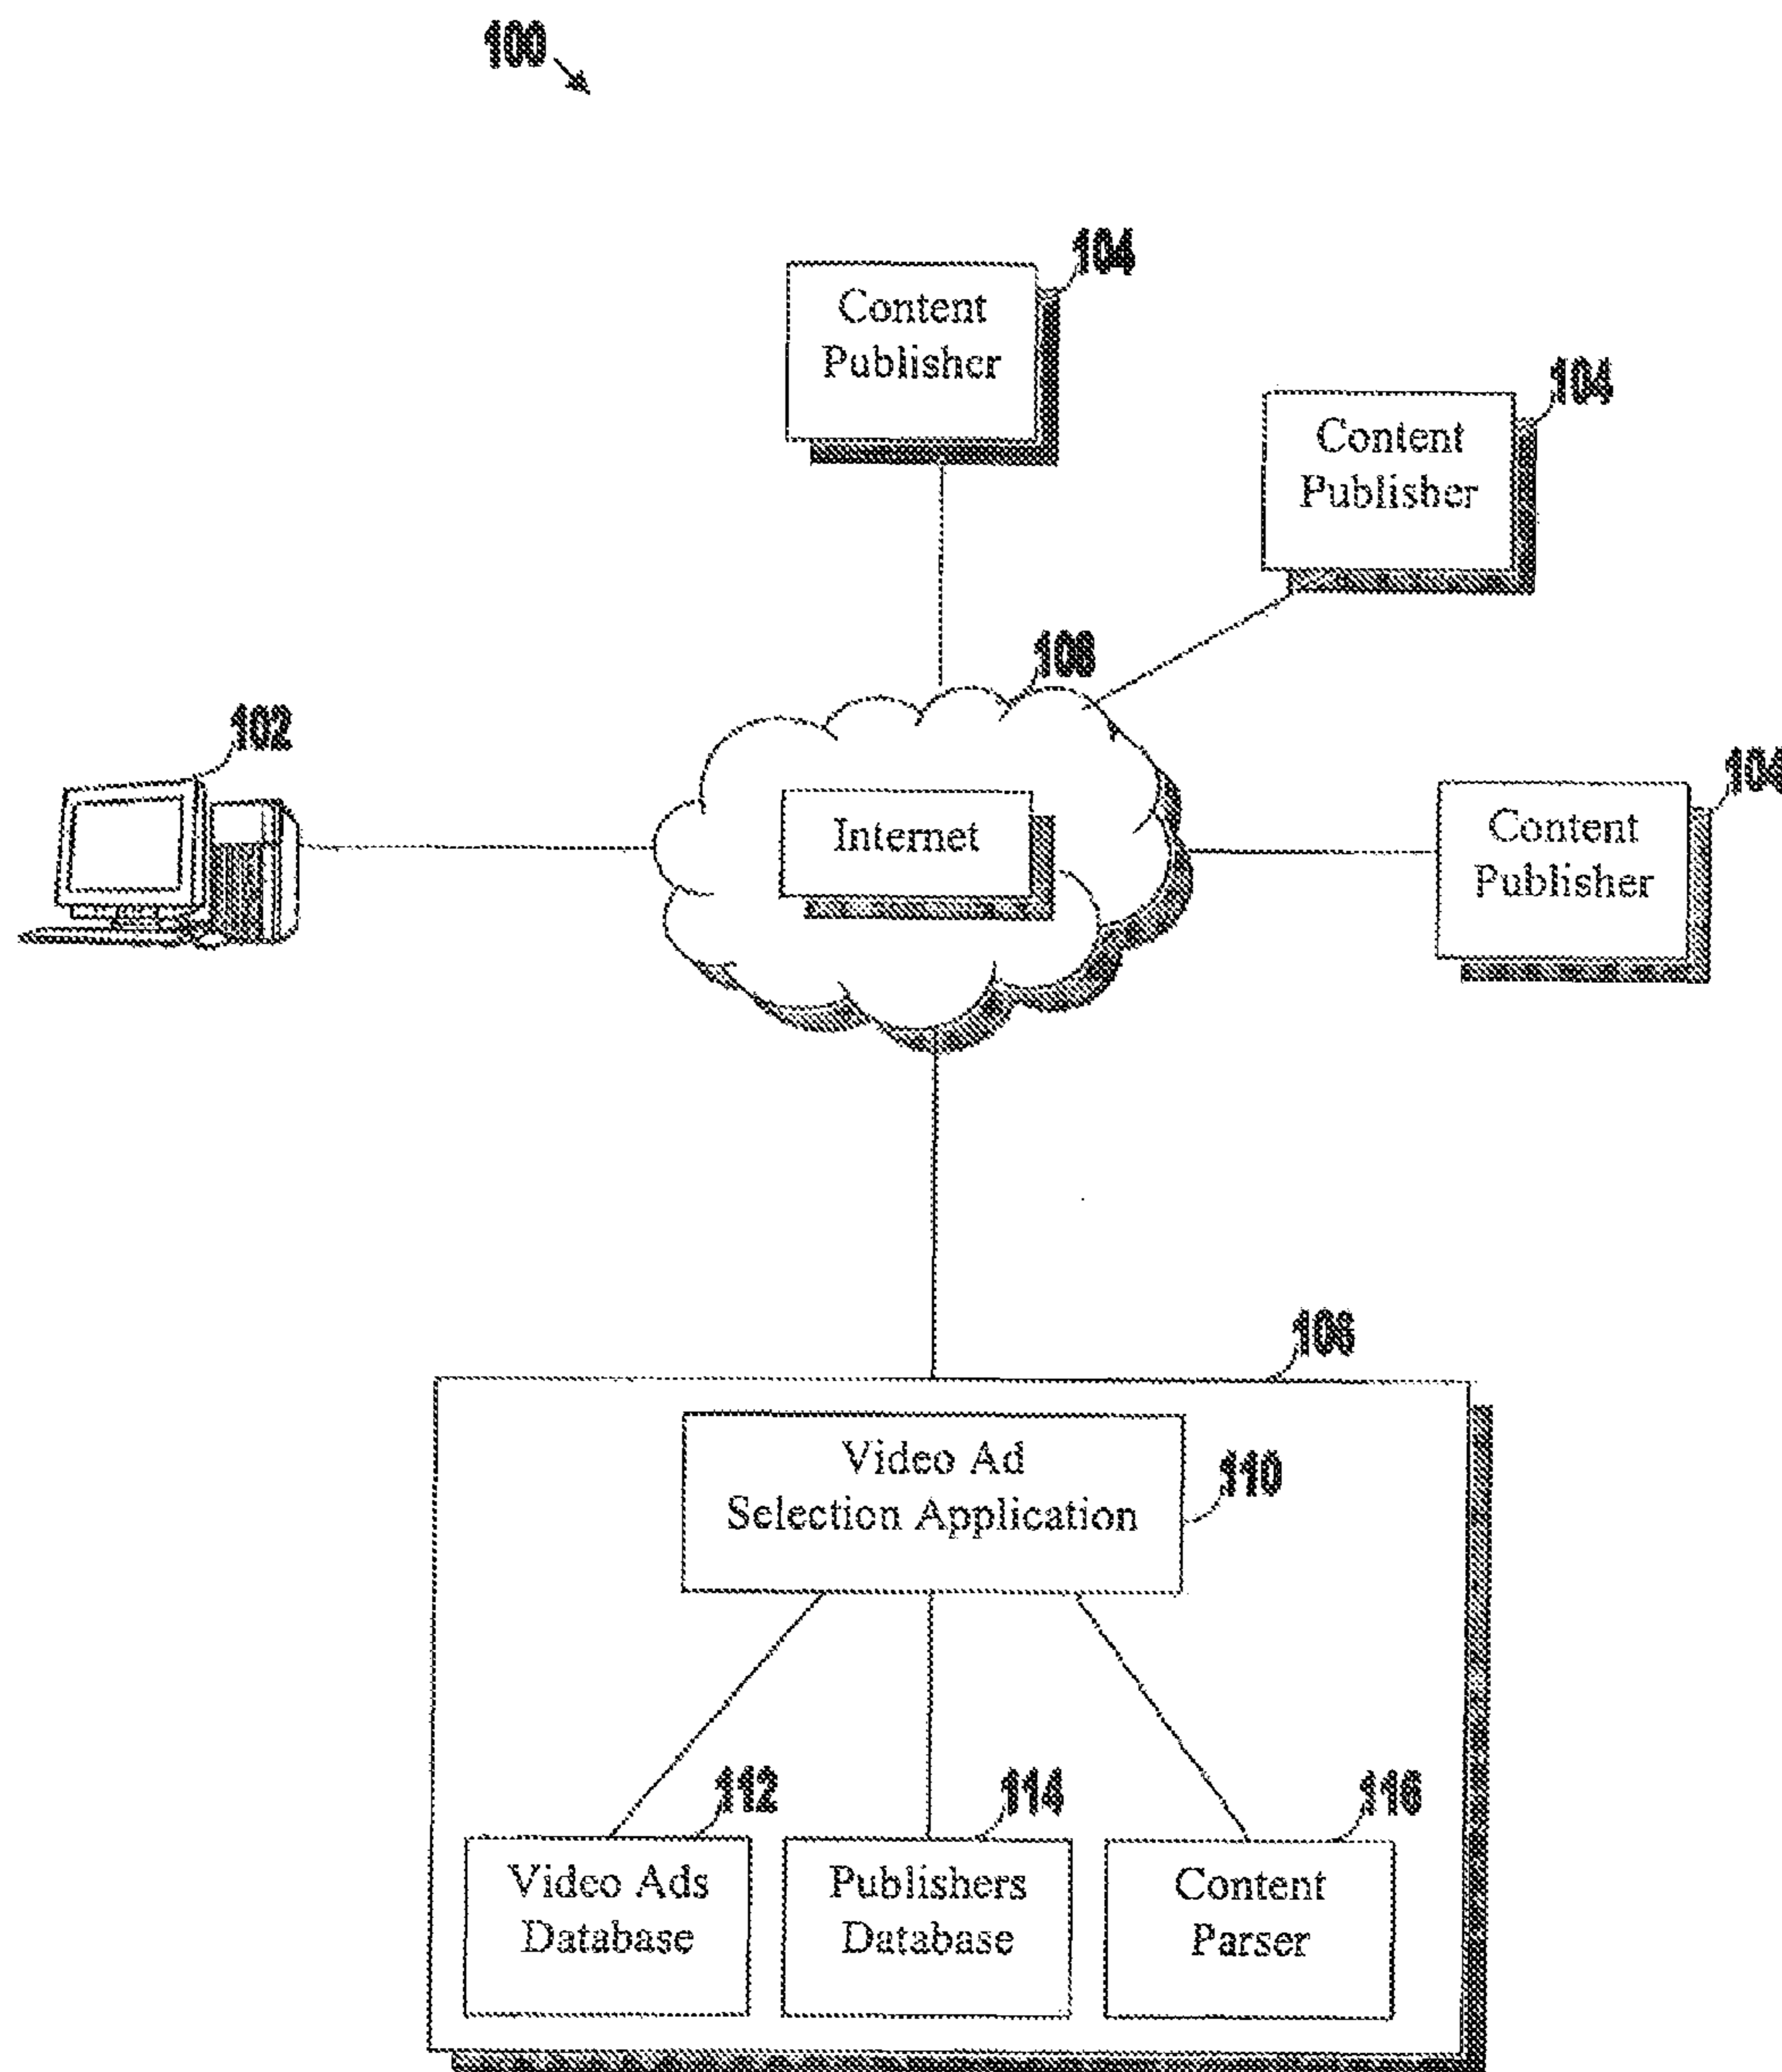 100
104
Content
Publisher
104
Content
Publisher
108
102
104
Internet
Content
Publisher
106
Video Ad
Selection Application
110
112
114
116
Video Ads
Database
Publishers
Database
Content
Parser